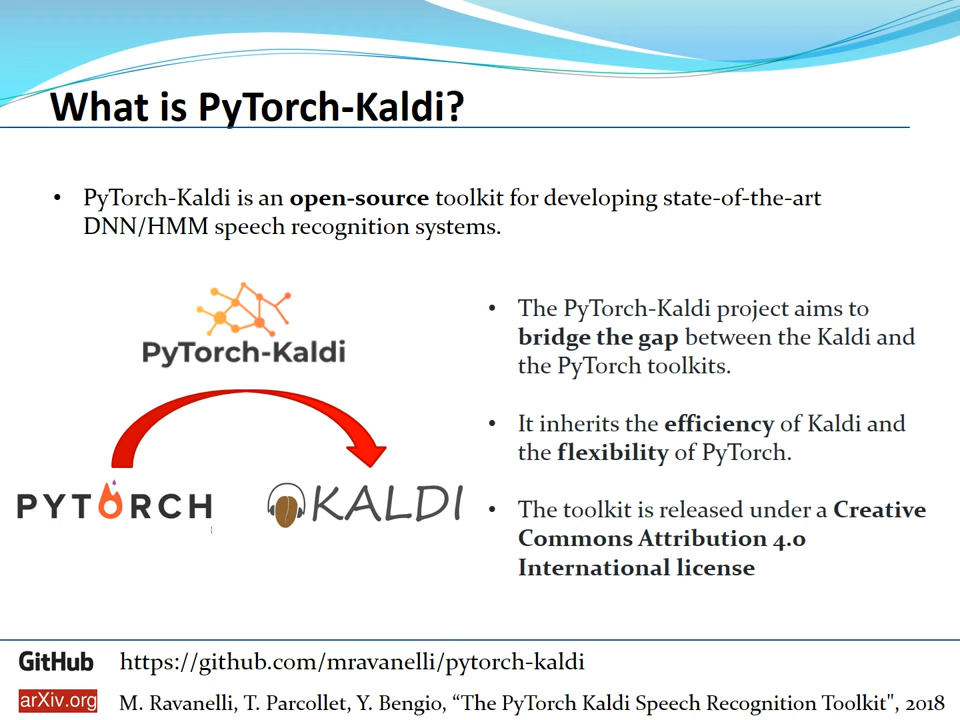 What is PyTorch-Kaldi?
• PyTorch-Kaldi is an open-source toolkit for developing state-of-the-art
DNN/HMM speech recognition systems.
PyTorch-Kaldi
PYTORCH
KALDI
• The PyTorch-Kaldi project aims to
bridge the gap between the Kaldi and
the PyTorch toolkits.
• It inherits the efficiency of Kaldi and
the flexibility of PyTorch.
• The toolkit is released under a Creative
Commons Attribution 4.0
International license
GitHub https://github.com/mravanelli/pytorch-kaldi
arXiv.org M. Ravanelli, T. Parcollet, Y. Bengio, “The PyTorch Kaldi Speech Recognition Toolkit", 2018